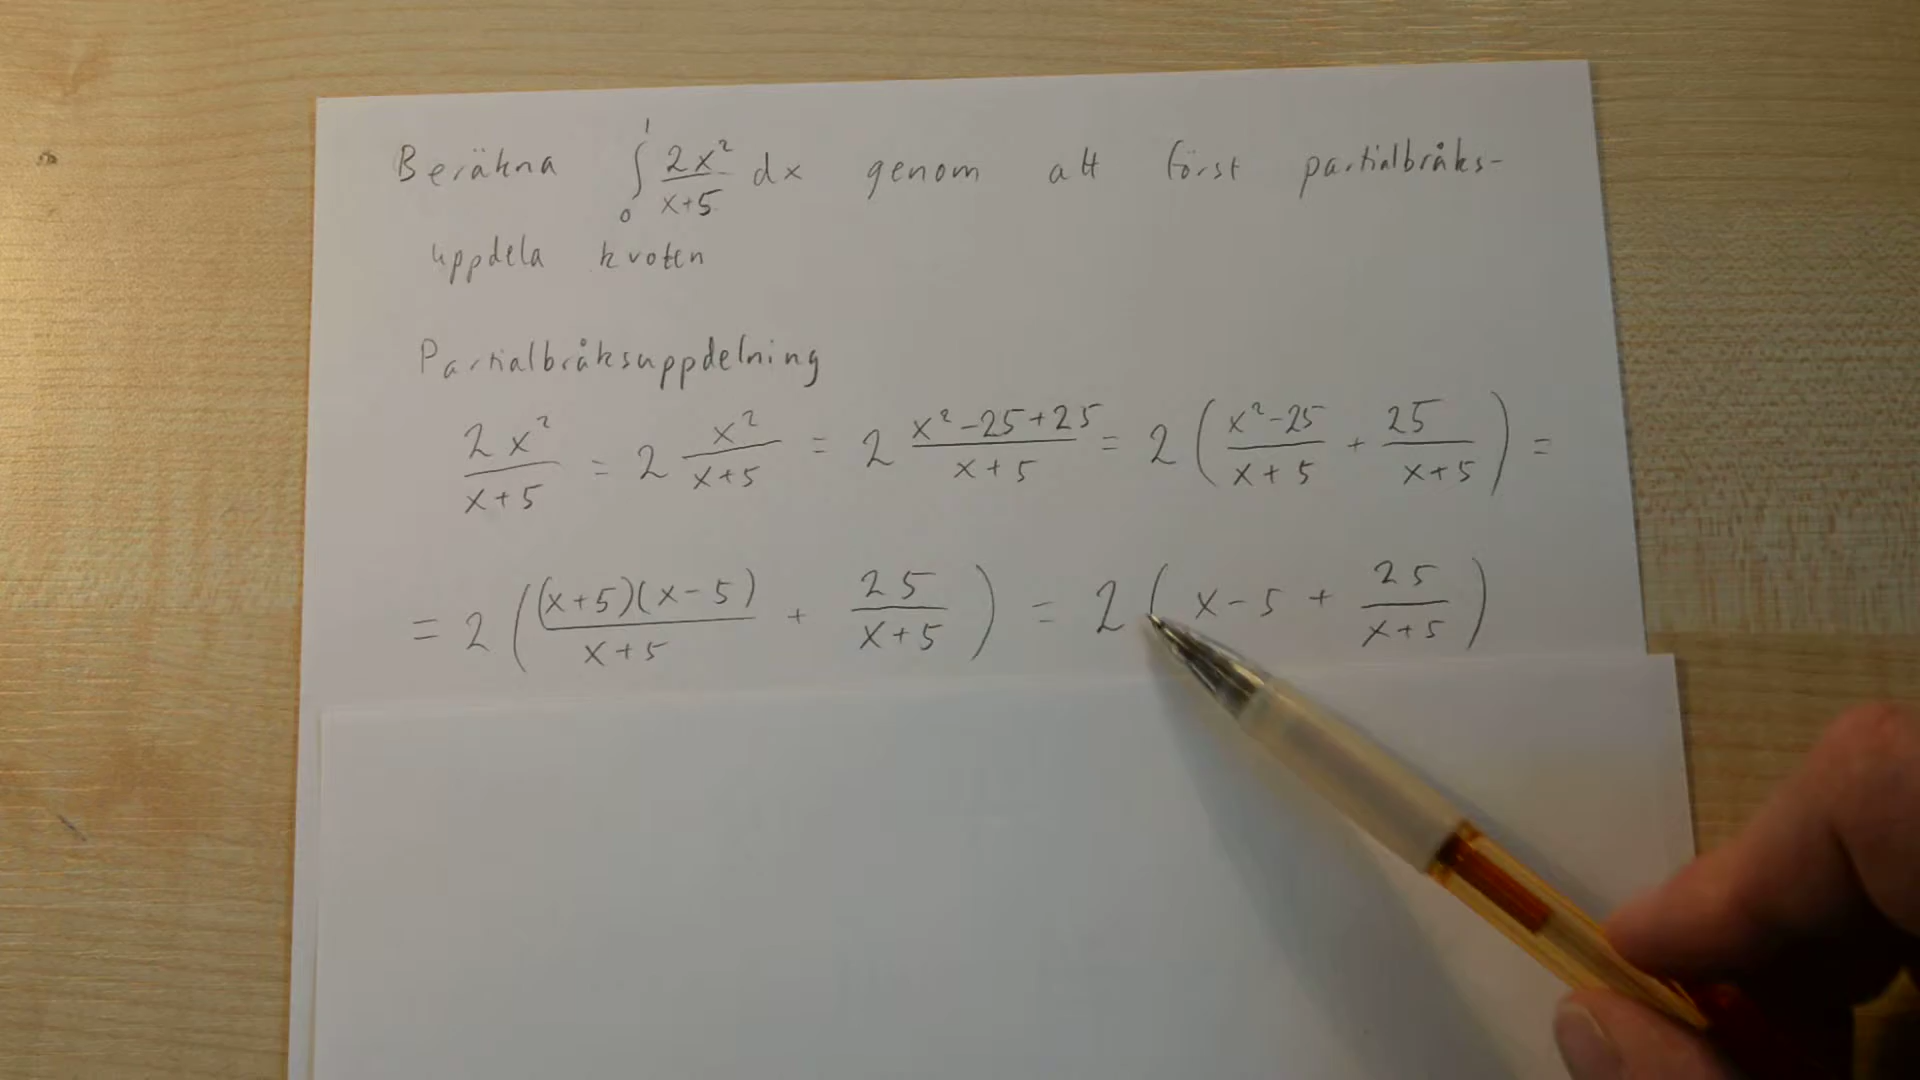 Beräkna ∫₀¹ 2x²/(x+5) dx genom att först partialbråks-
uppdela kvoten
Partialbråksuppdelning
2x²/(x+5) = 2 x²/(x+5) = 2 (x²-25+25)/(x+5) = 2((x²-25)/(x+5) + 25/(x+5)) =
= 2((x+5)(x-5)/(x+5) + 25/(x+5)) = 2(x-5 + 25/(x+5))